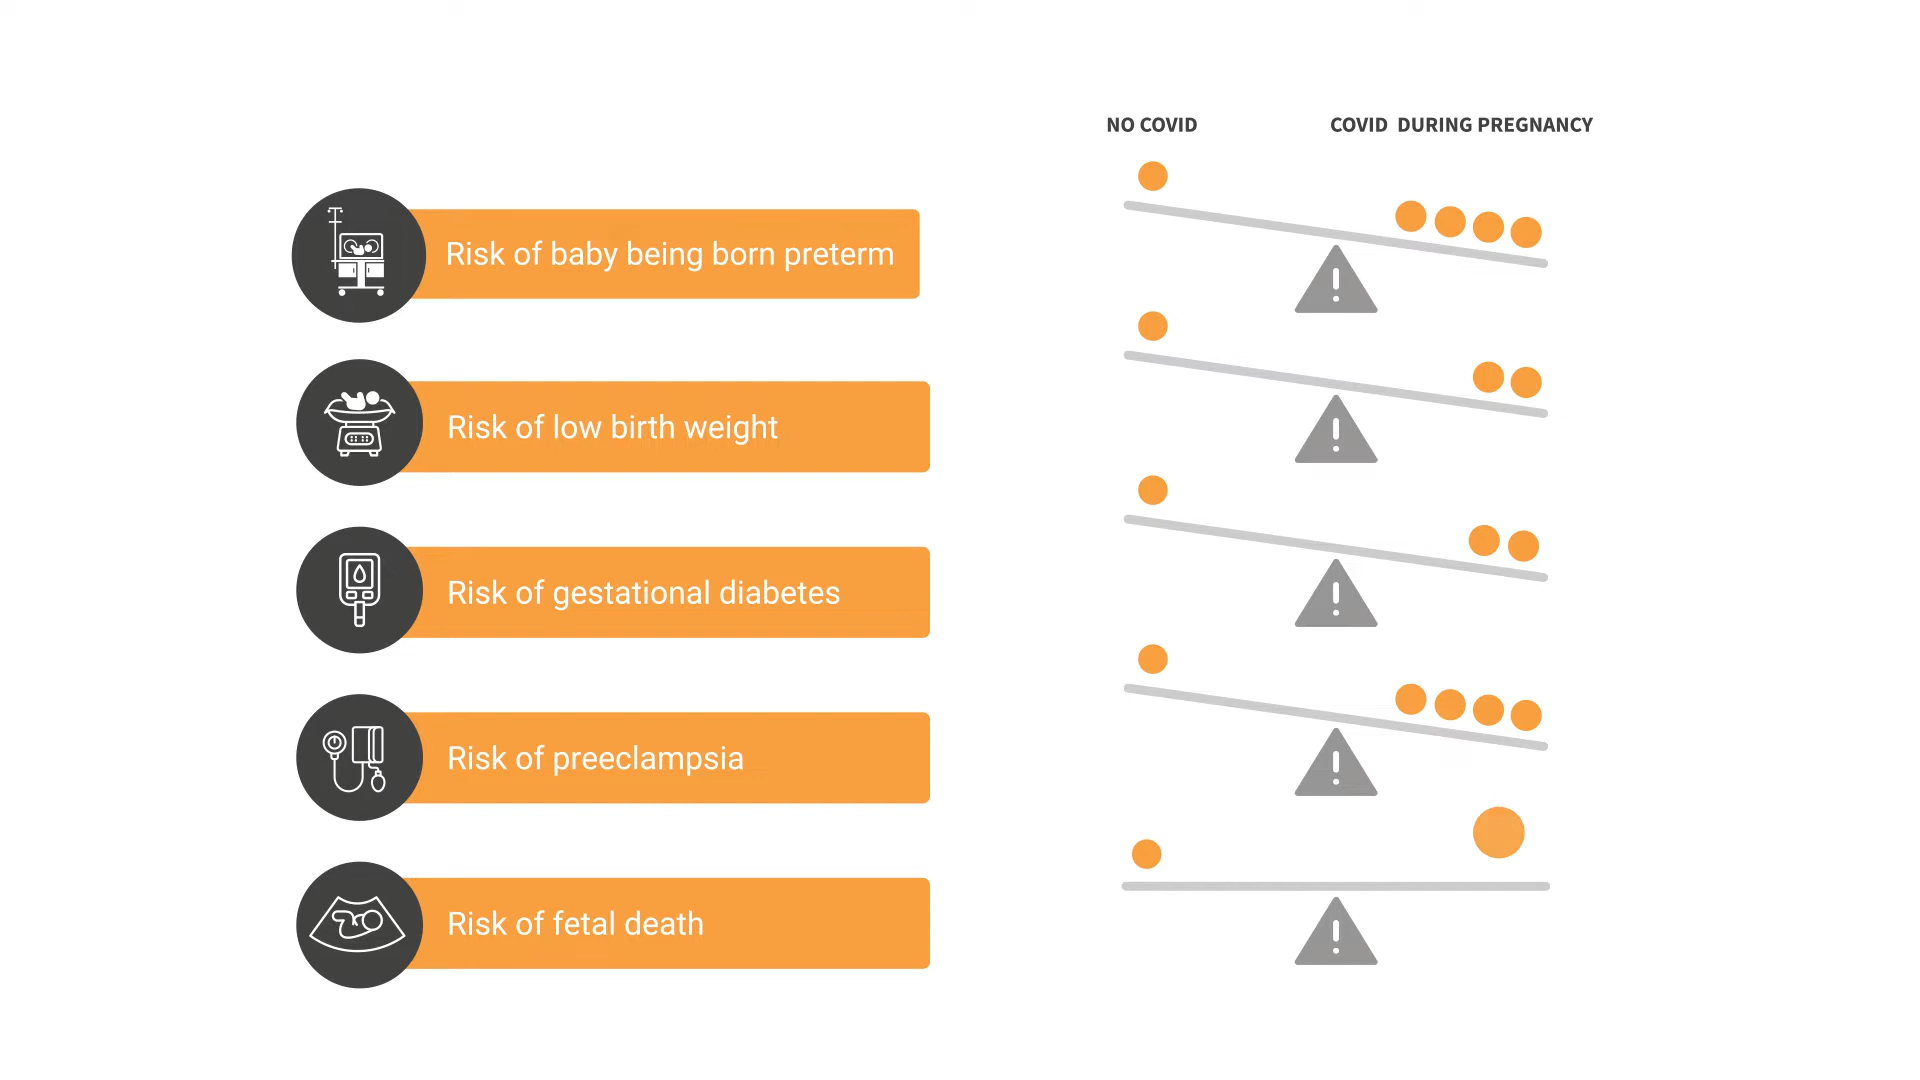 NO COVID
COVID DURING PREGNANCY
Risk of baby being born preterm
Risk of low birth weight
Risk of gestational diabetes
Risk of preeclampsia
Risk of fetal death